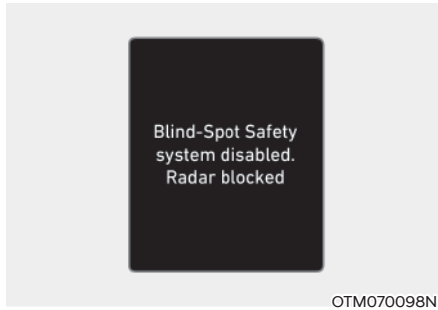 Blind-Spot Safety
system disabled.
Radar blocked
OTM070098N